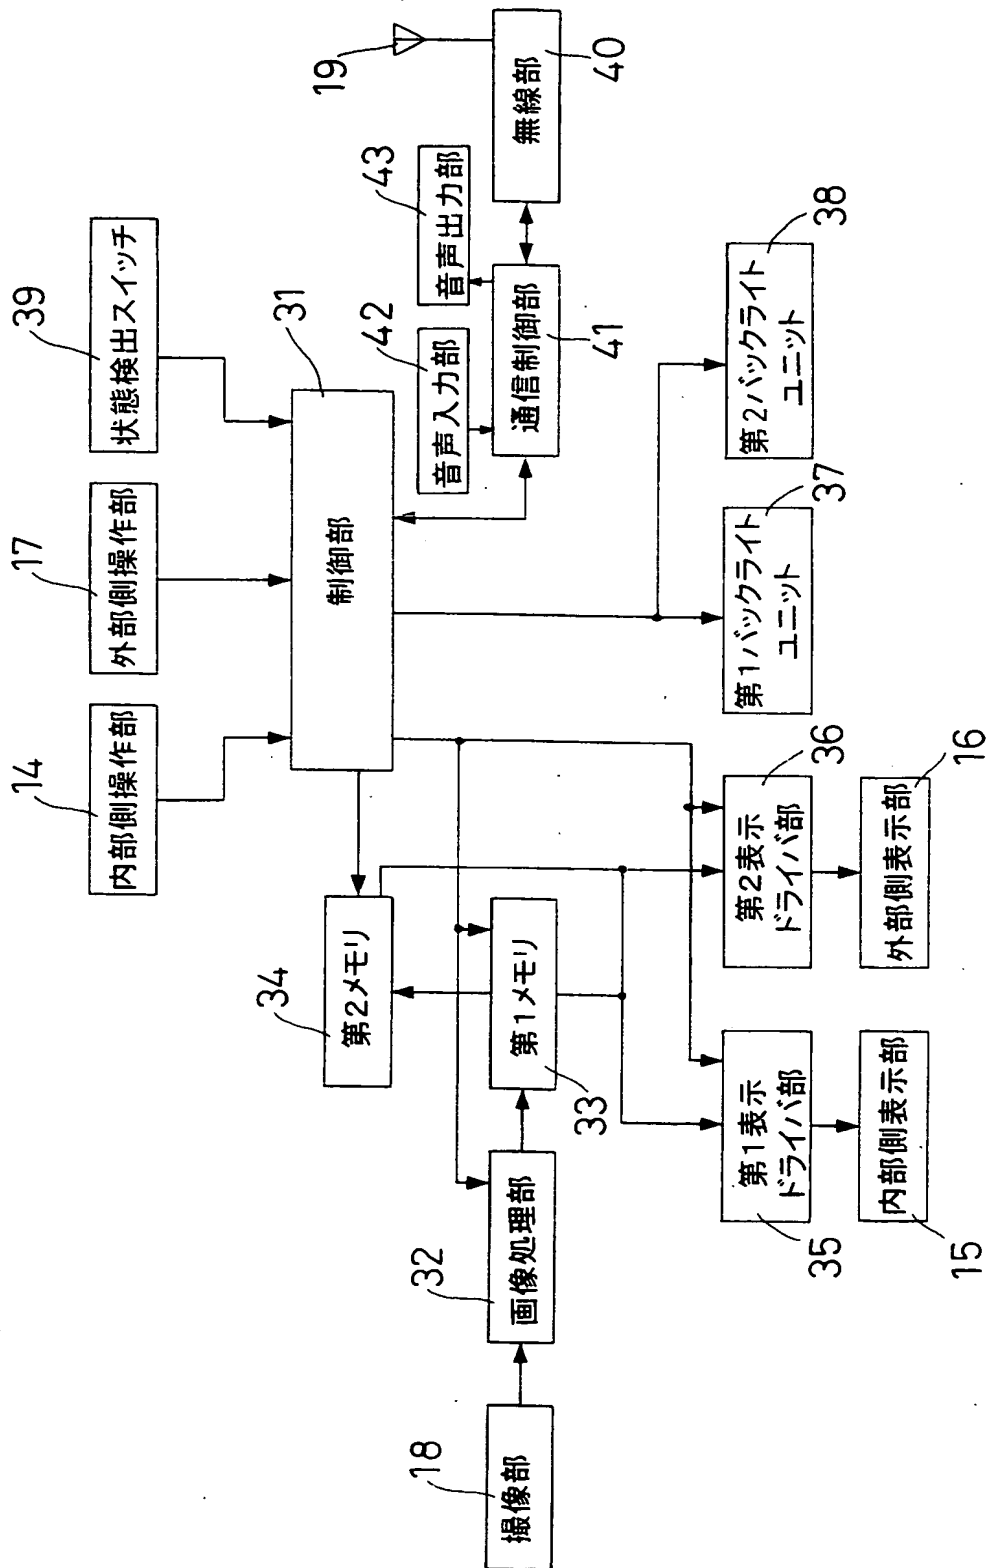 14
内部側操作部
17
外部側操作部
39
状態検出スイッチ
31
制御部
19
42
音声入力部
43
音声出力部
34
第2メモリ
18
撮像部
32
画像処理部
第1メモリ
33
通信制御部
41
無線部
40
第1表示
ドライバ部
35
第2表示
ドライバ部
36
第1バックライト
ユニット
37
第2バックライト
ユニット
38
内部側表示部
15
外部側表示部
16